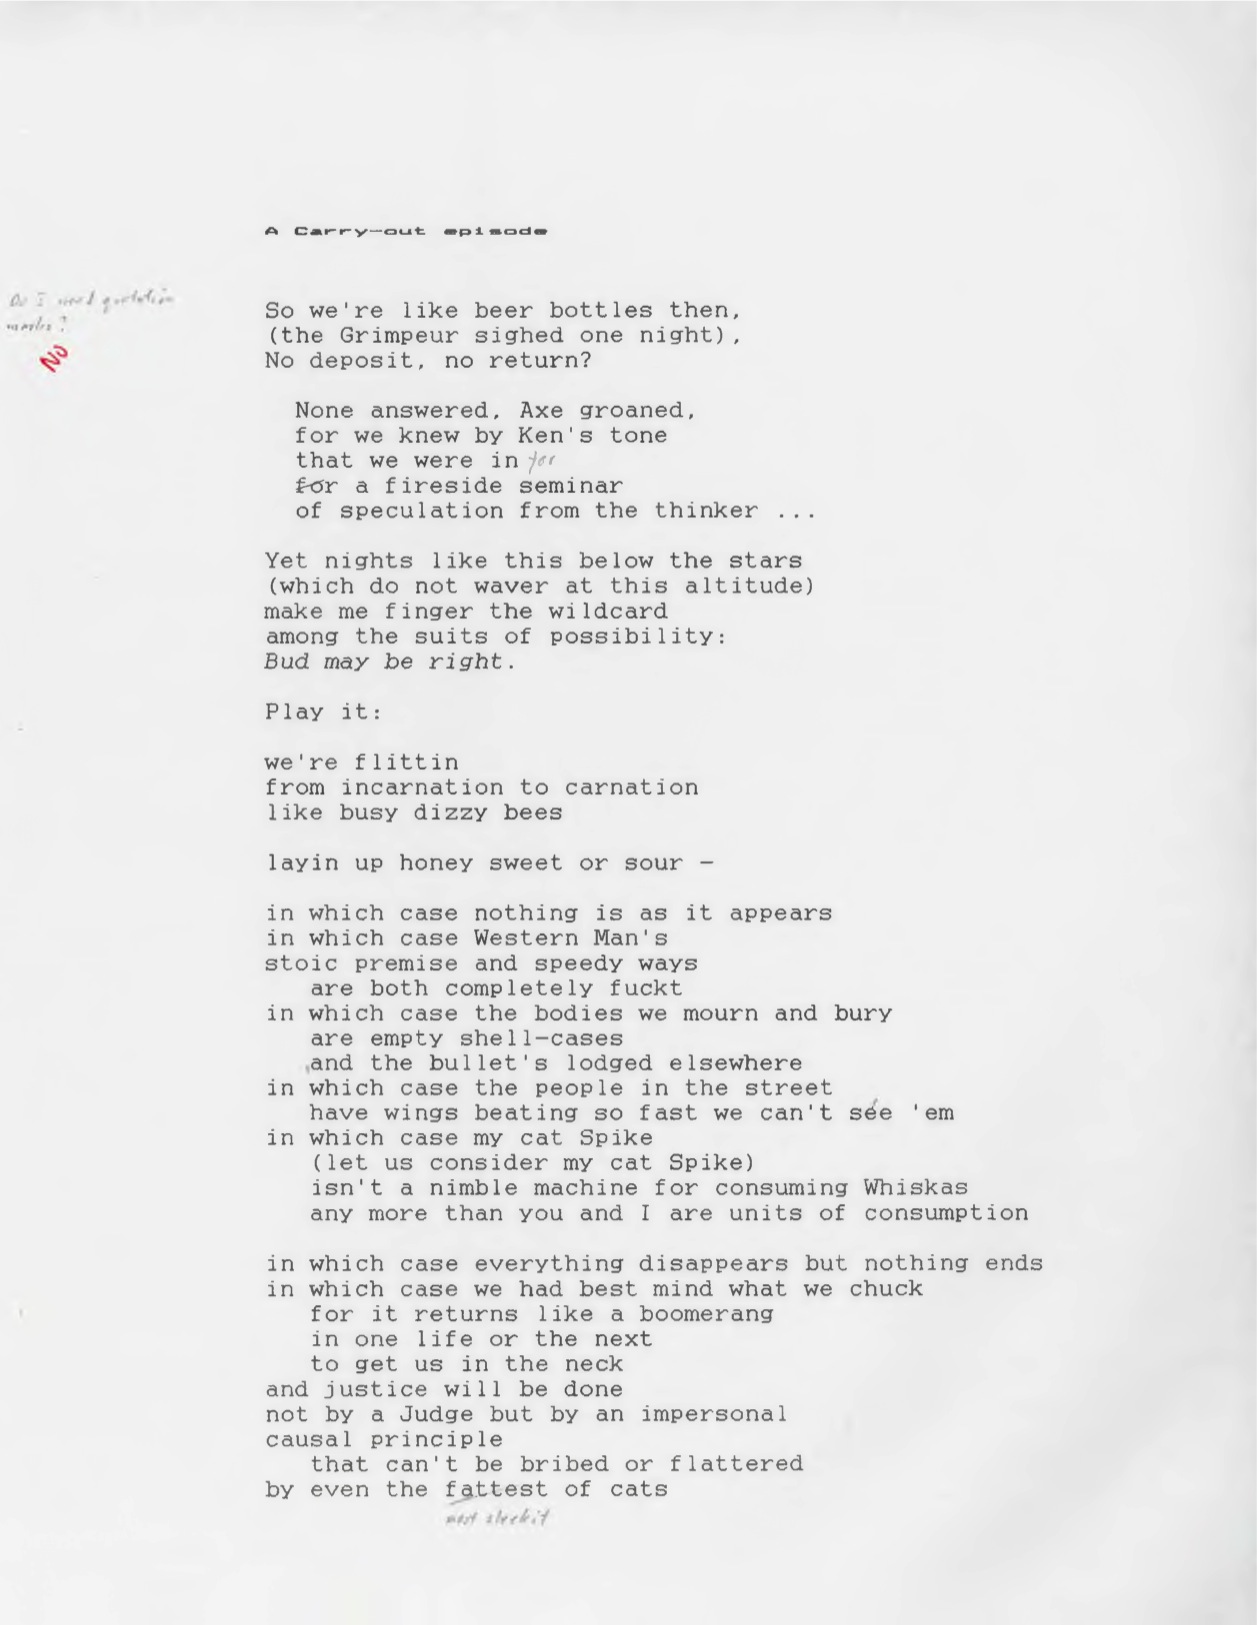 A Carry-out episode
Do I need quotation
marks?
No
So we're like beer bottles then,
(the Grimpeur sighed one night),
No deposit, no return?
None answered, Axe groaned,
for we knew by Ken's tone
that we were in for
for a fireside seminar
of speculation from the thinker ...
Yet nights like this below the stars
(which do not waver at this altitude)
make me finger the wildcard
among the suits of possibility:
Bud may be right.
Play it:
we're flittin
from incarnation to carnation
like busy dizzy bees
layin up honey sweet or sour -
in which case nothing is as it appears
in which case Western Man's
stoic premise and speedy ways
are both completely fuckt
in which case the bodies we mourn and bury
are empty shell-cases
and the bullet's lodged elsewhere
in which case the people in the street
have wings beating so fast we can't see 'em
in which case my cat Spike
(let us consider my cat Spike)
isn't a nimble machine for consuming Whiskas
any more than you and I are units of consumption
in which case everything disappears but nothing ends
in which case we had best mind what we chuck
for it returns like a boomerang
in one life or the next
to get us in the neck
and justice will be done
not by a Judge but by an impersonal
causal principle
that can't be bribed or flattered
by even the fattest of cats
most sleekit